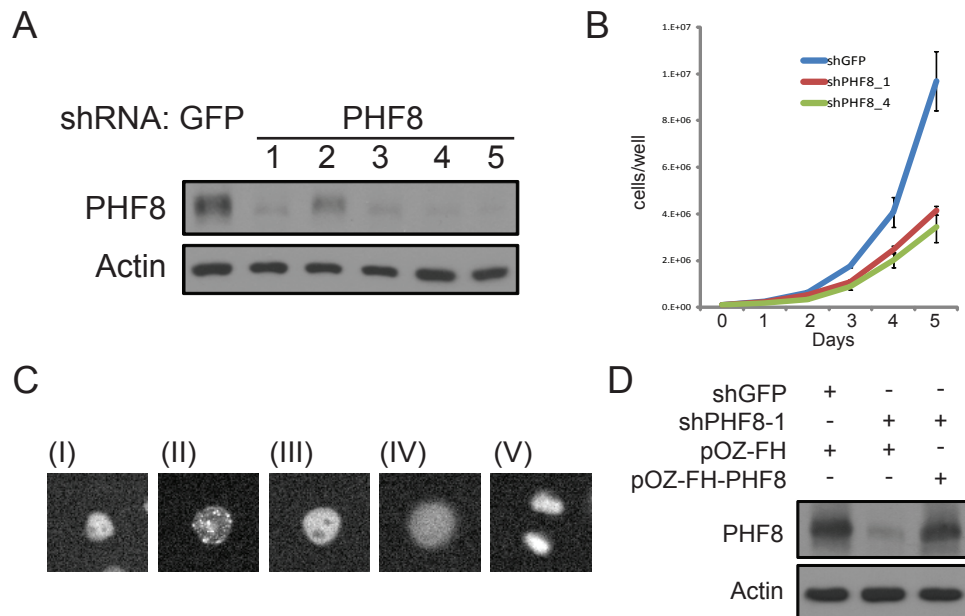 A
shRNA: GFP PHF8
1 2 3 4 5
PHF8
Actin
B
1.E+07
1.E+07
8.E+06
6.E+06
4.E+06
2.E+06
0.E+00
cells/well
shGFP
shPHF8_1
shPHF8_4
0 1 2 3 4 5
Days
C
(I) (II) (III) (IV) (V)
D
shGFP + - -
shPHF8-1 - + +
pOZ-FH + + -
pOZ-FH-PHF8 - - +
PHF8
Actin